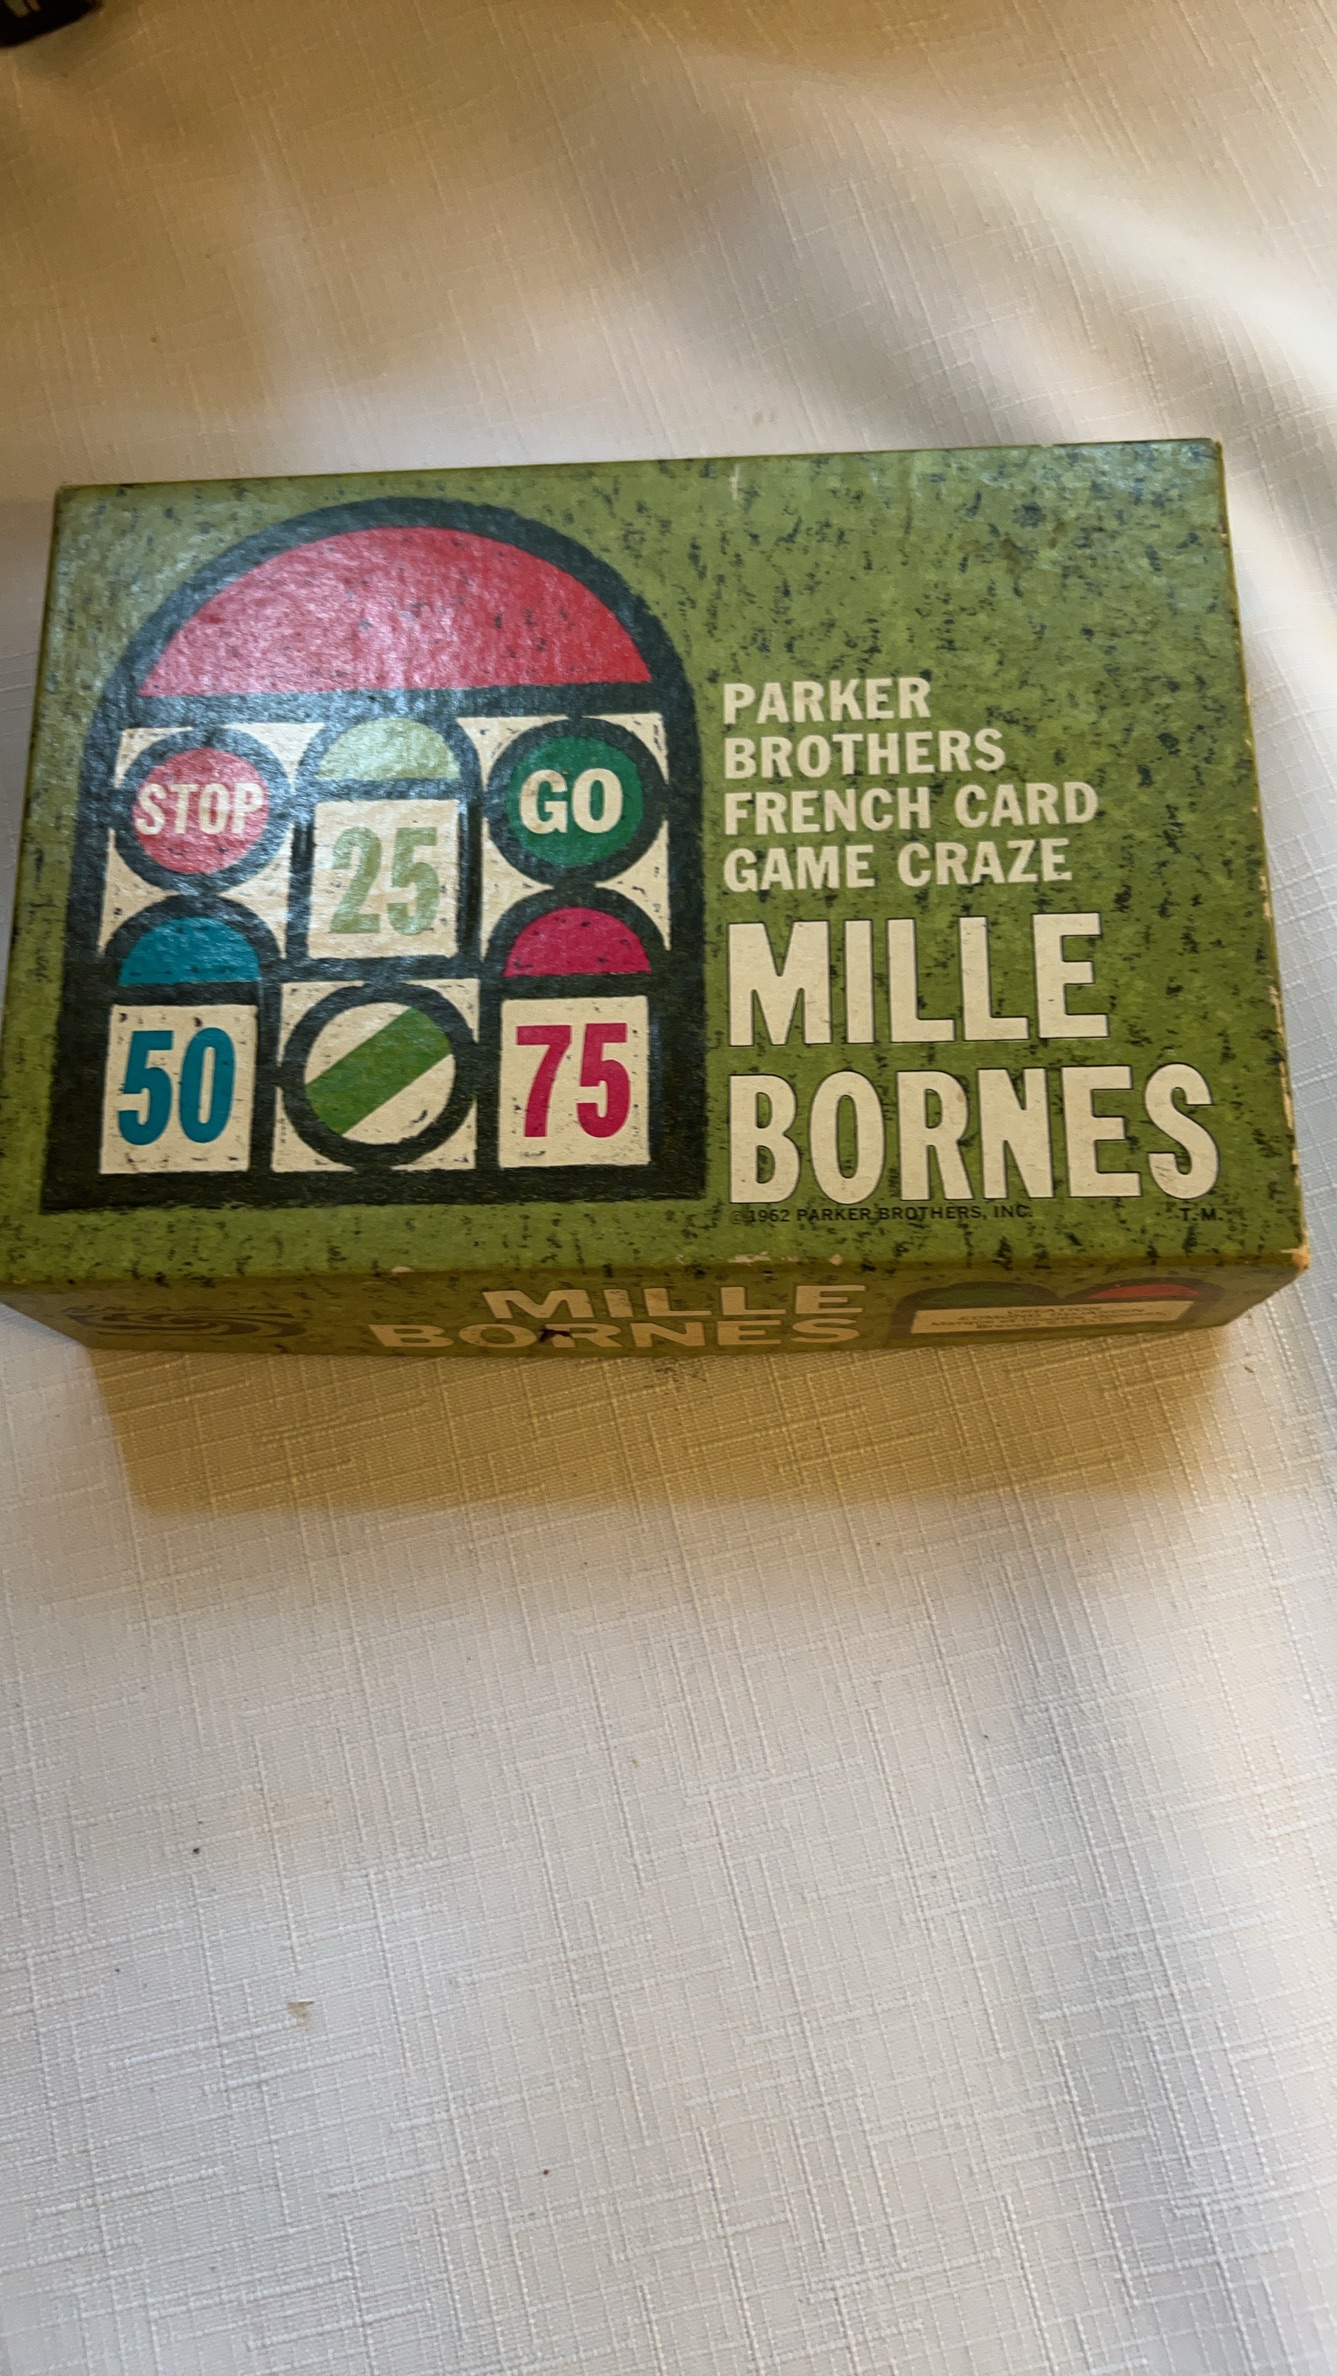 STOP
25
GO
50
75
PARKER
BROTHERS
FRENCH CARD
GAME CRAZE
MILLE
BORNES
© 1962 PARKER BROTHERS, INC.
T.M.
MILLE
BORNES